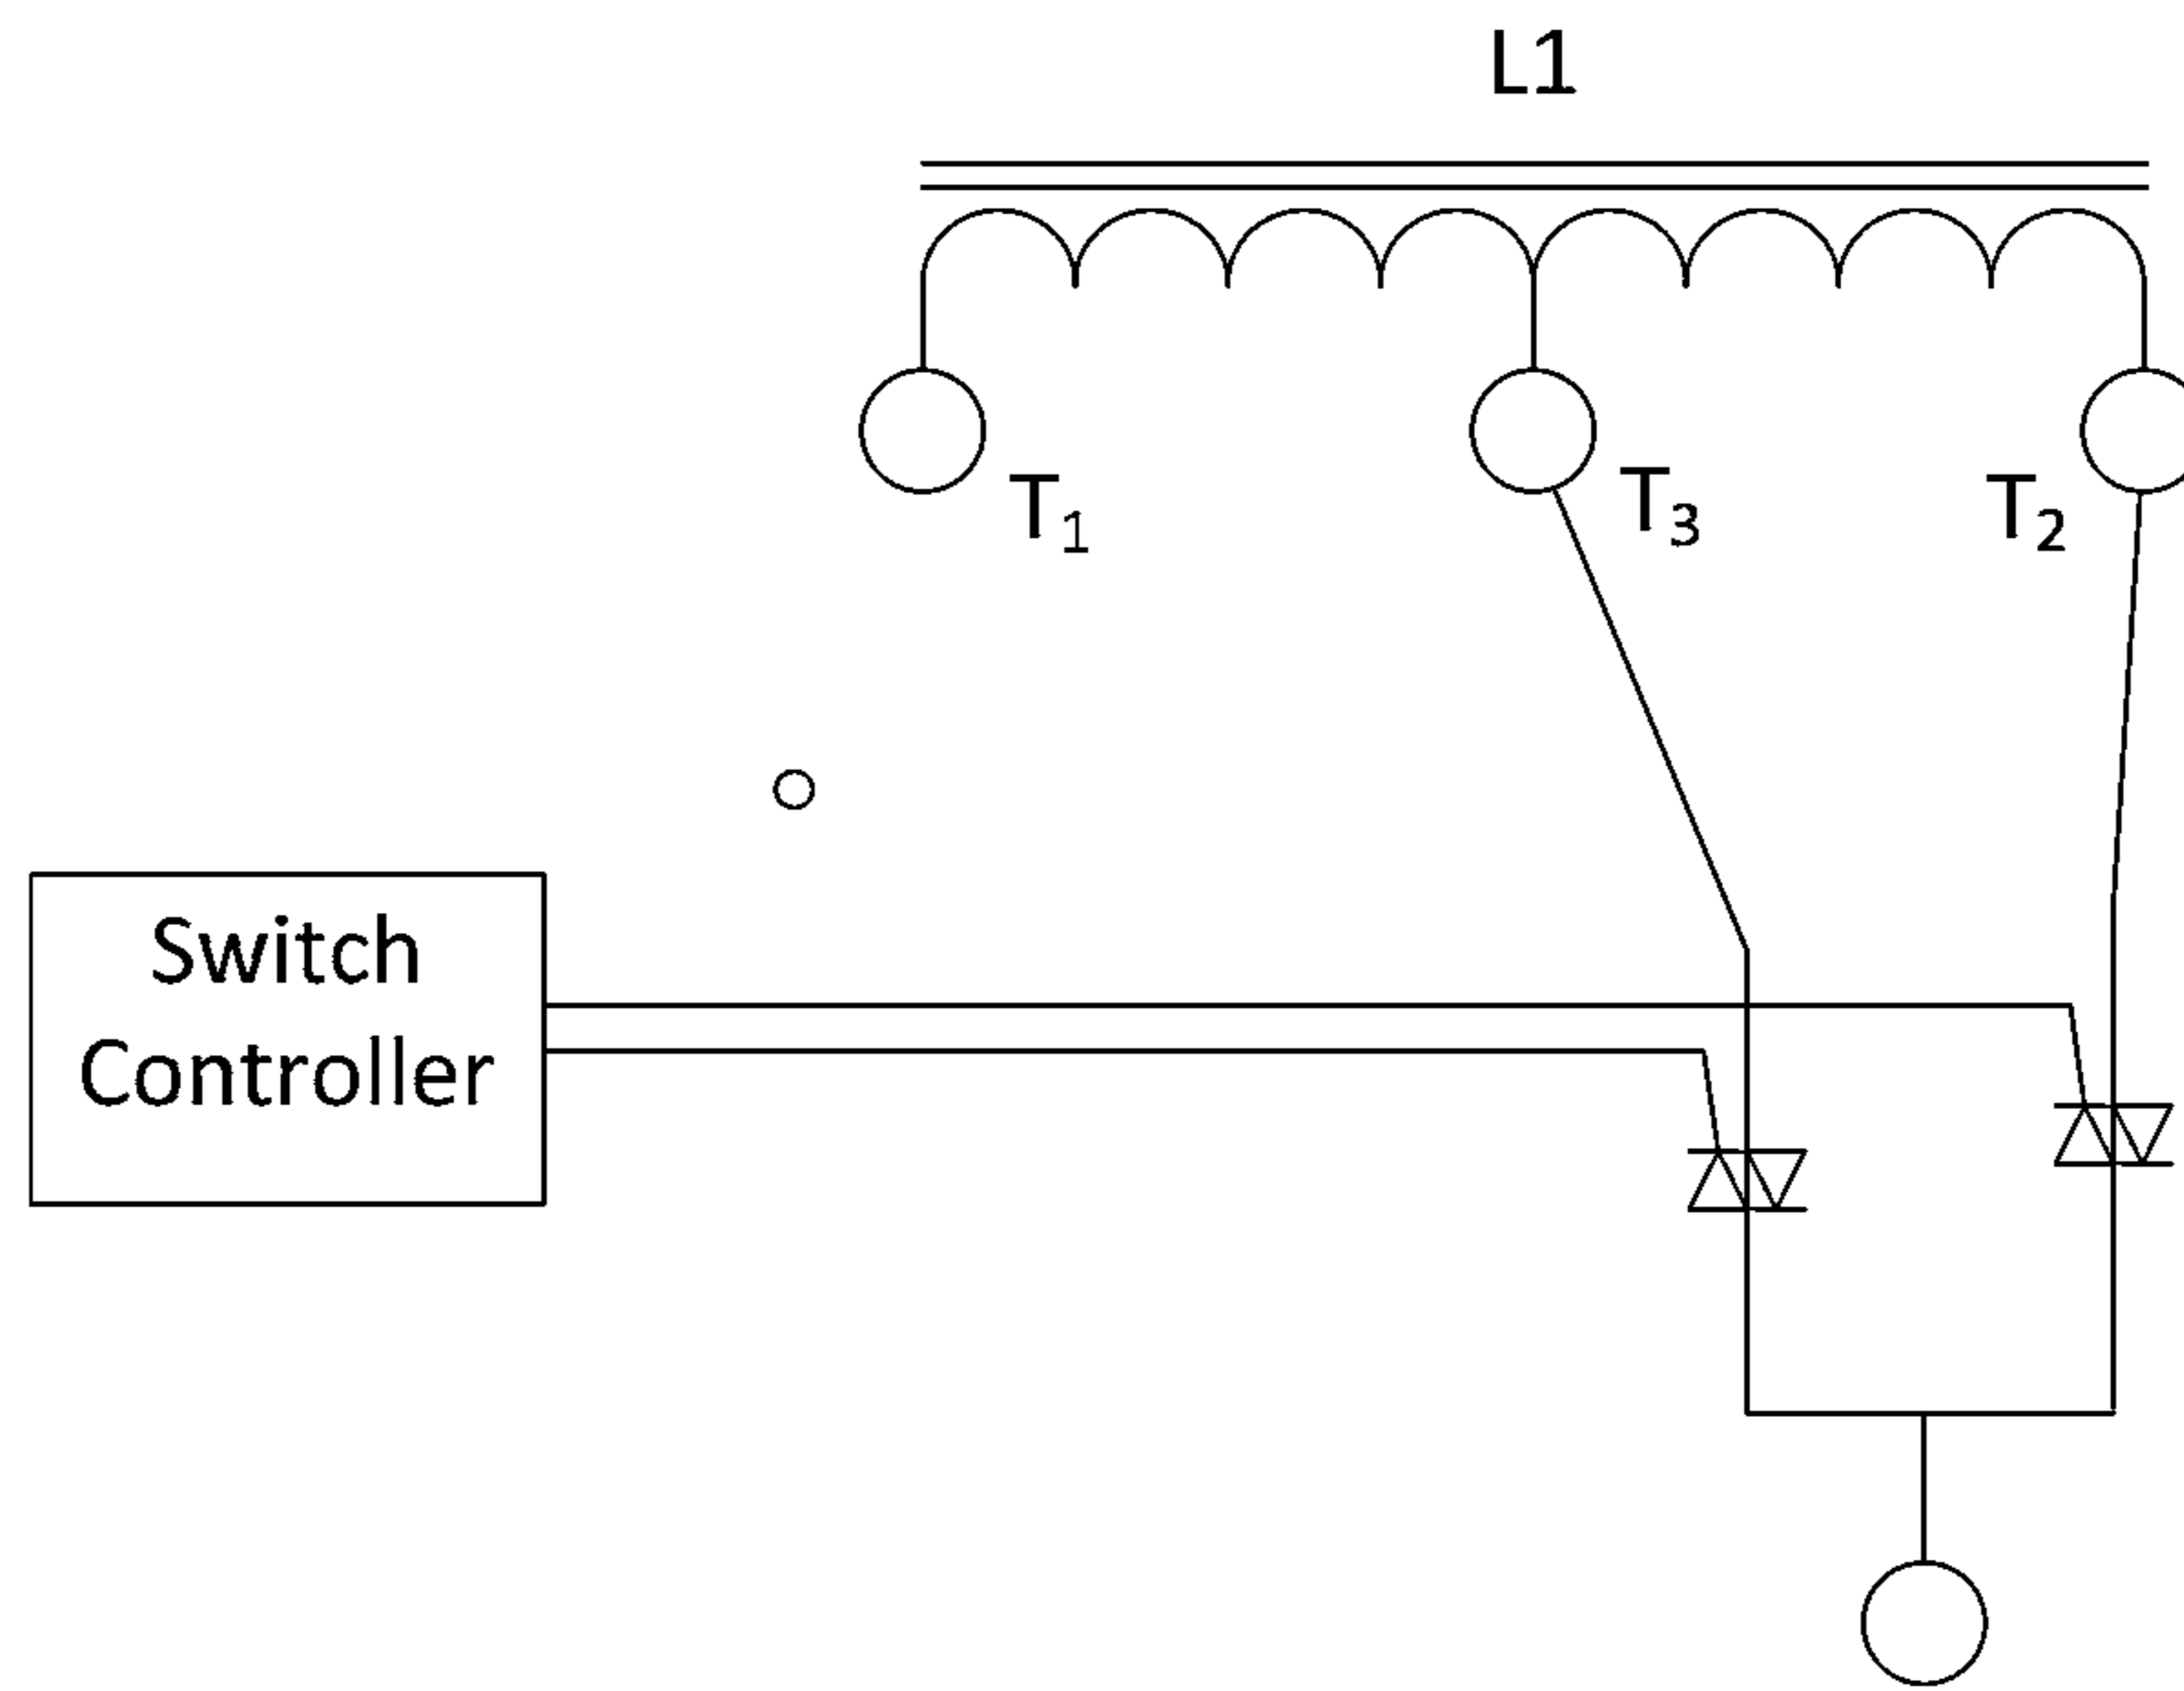 L1
T1
T3
T2
Switch
Controller